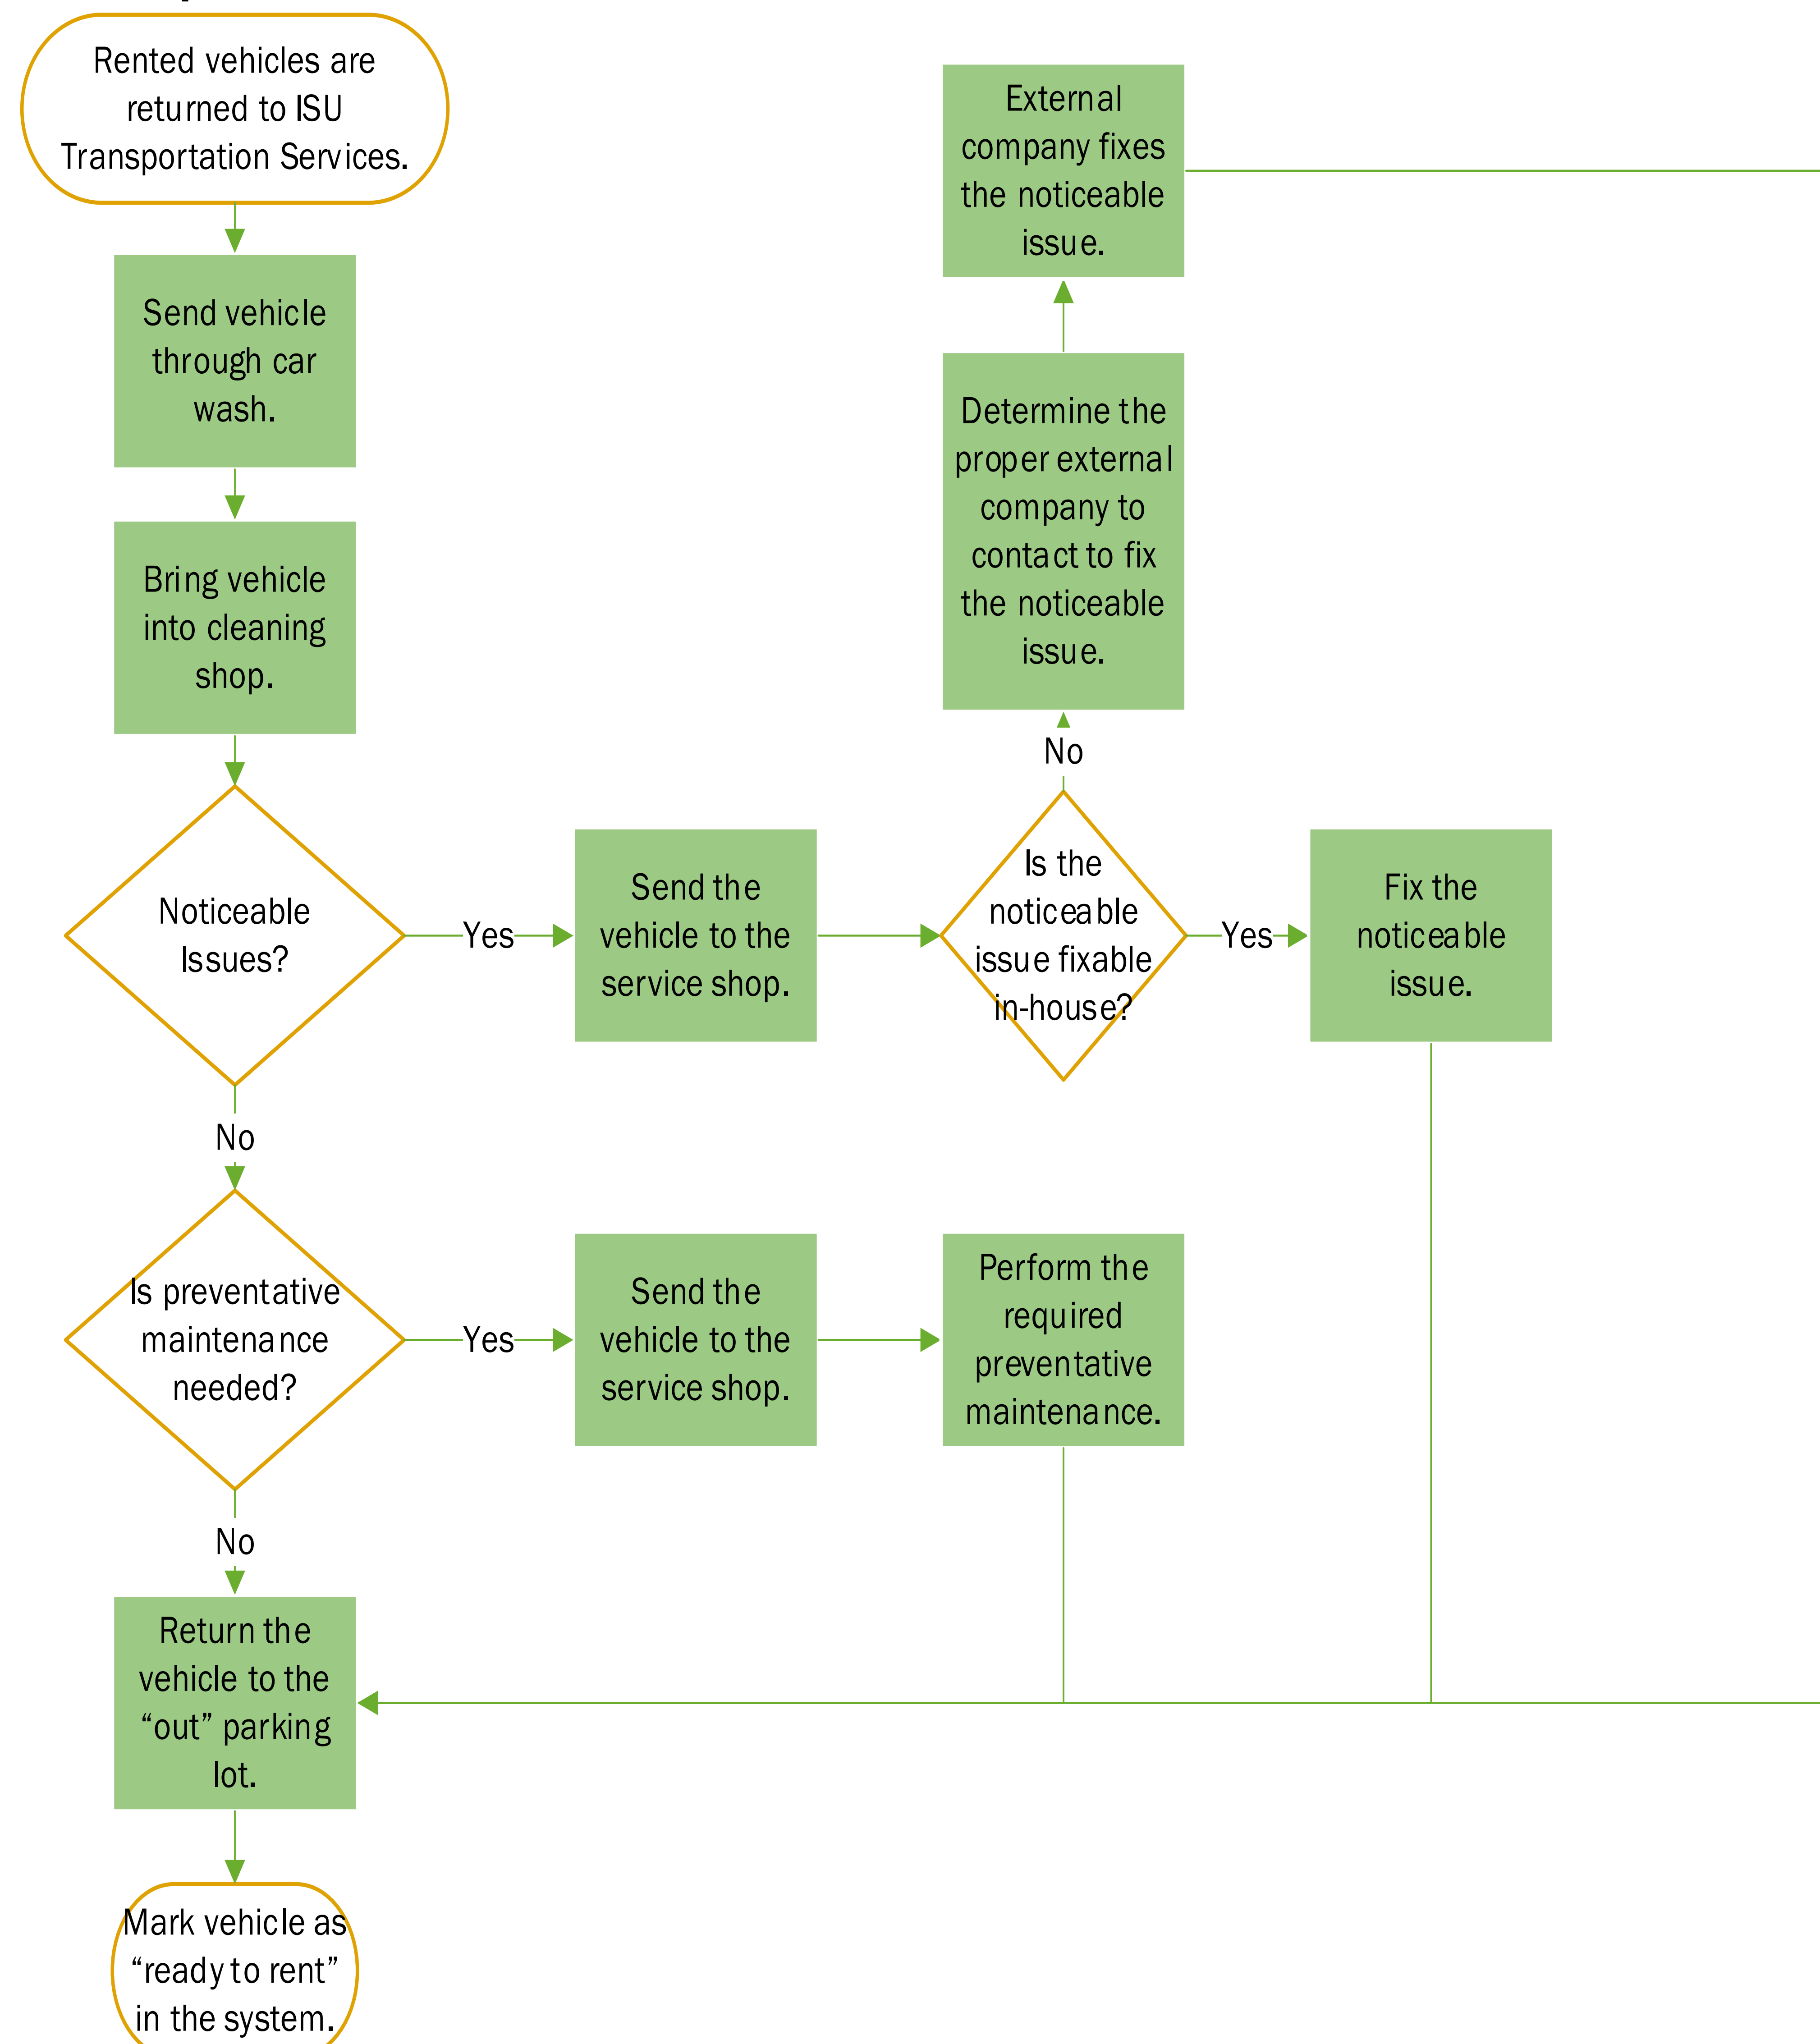 Rented vehicles are
returned to ISU
Transportation Services.
Send vehicle
through car
wash.
Bring vehicle
into cleaning
shop.
Noticeable
Issues?
Yes
Send the
vehicle to the
service shop.
Is the
noticeable
issue fixable
in-house?
Yes
Fix the
noticeable
issue.
No
Determine the
proper external
company to
contact to fix
the noticeable
issue.
External
company fixes
the noticeable
issue.
No
Is preventative
maintenance
needed?
Yes
Send the
vehicle to the
service shop.
Perform the
required
preventative
maintenance.
No
Return the
vehicle to the
“out” parking
lot.
Mark vehicle as
“ready to rent”
in the system.